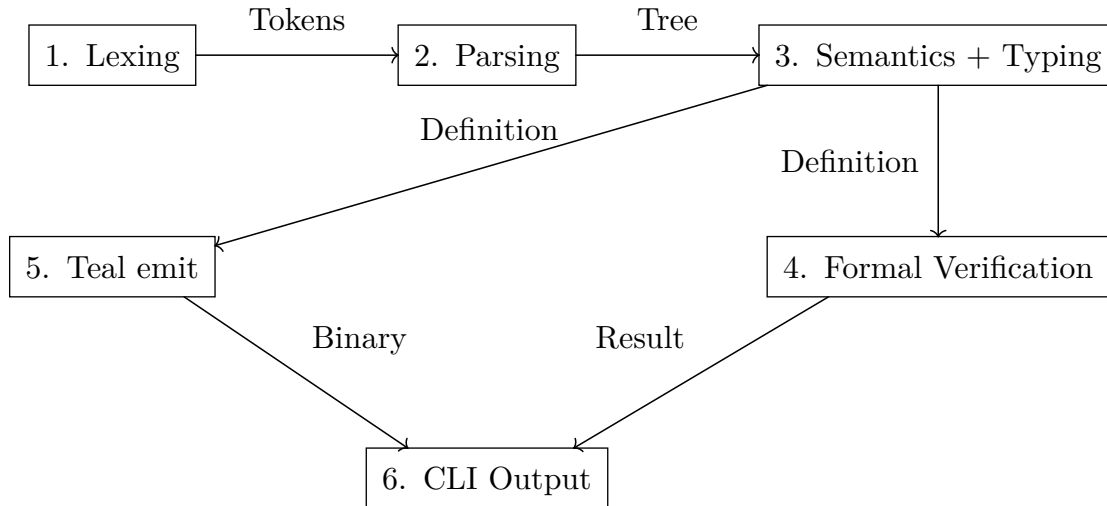 Tokens
Tree
1. Lexing
2. Parsing
3. Semantics + Typing
Definition
Definition
5. Teal emit
4. Formal Verification
Binary
Result
6. CLI Output